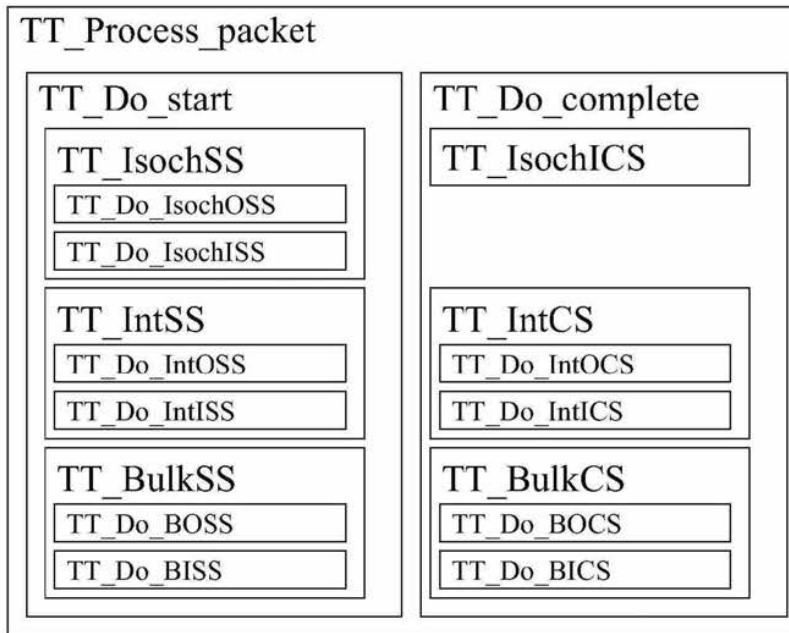 TT_Process_packet
TT_Do_start
TT_IsochSS
TT_Do_IsochOSS
TT_Do_IsochISS
TT_IntSS
TT_Do_IntOSS
TT_Do_IntISS
TT_BulkSS
TT_Do_BOSS
TT_Do_BISS
TT_Do_complete
TT_IsochICS
TT_IntCS
TT_Do_IntOCS
TT_Do_IntICS
TT_BulkCS
TT_Do_BOCS
TT_Do_BICS